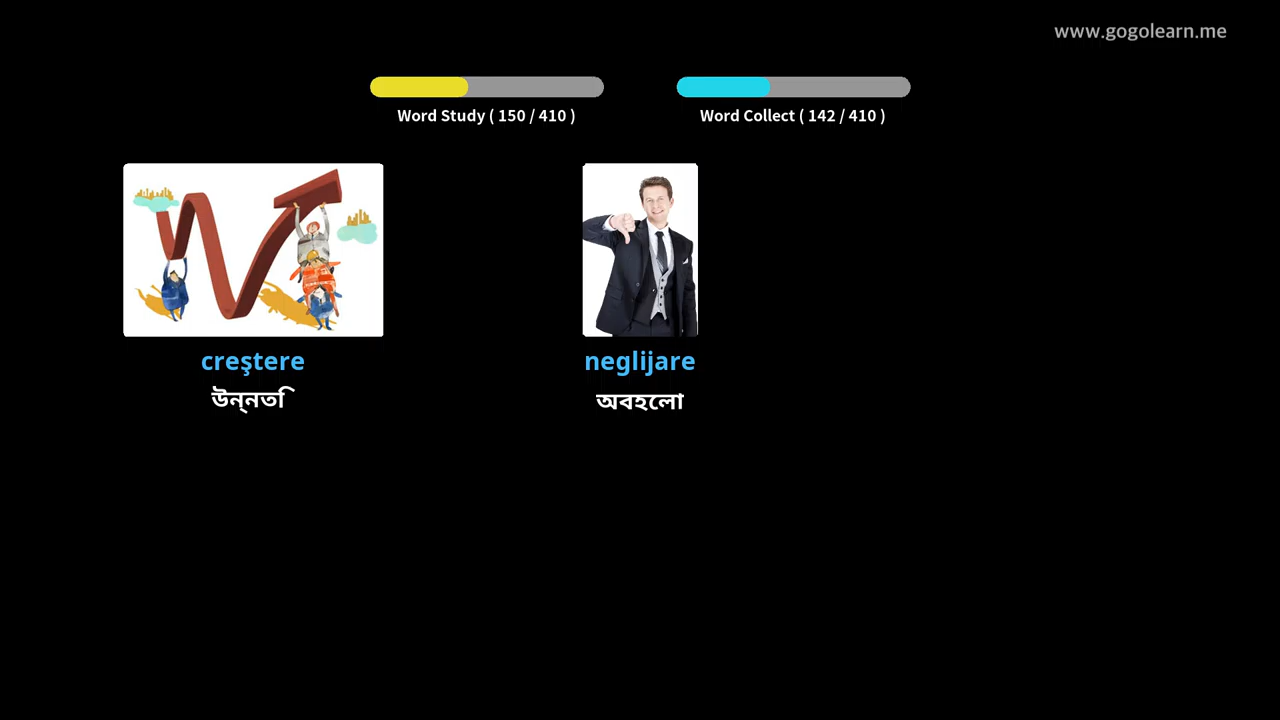 www.gogolearn.me
Word Study ( 150 / 410 )
Word Collect ( 142 / 410 )
creştere
neglijare
উন্নতি
অবহেলা